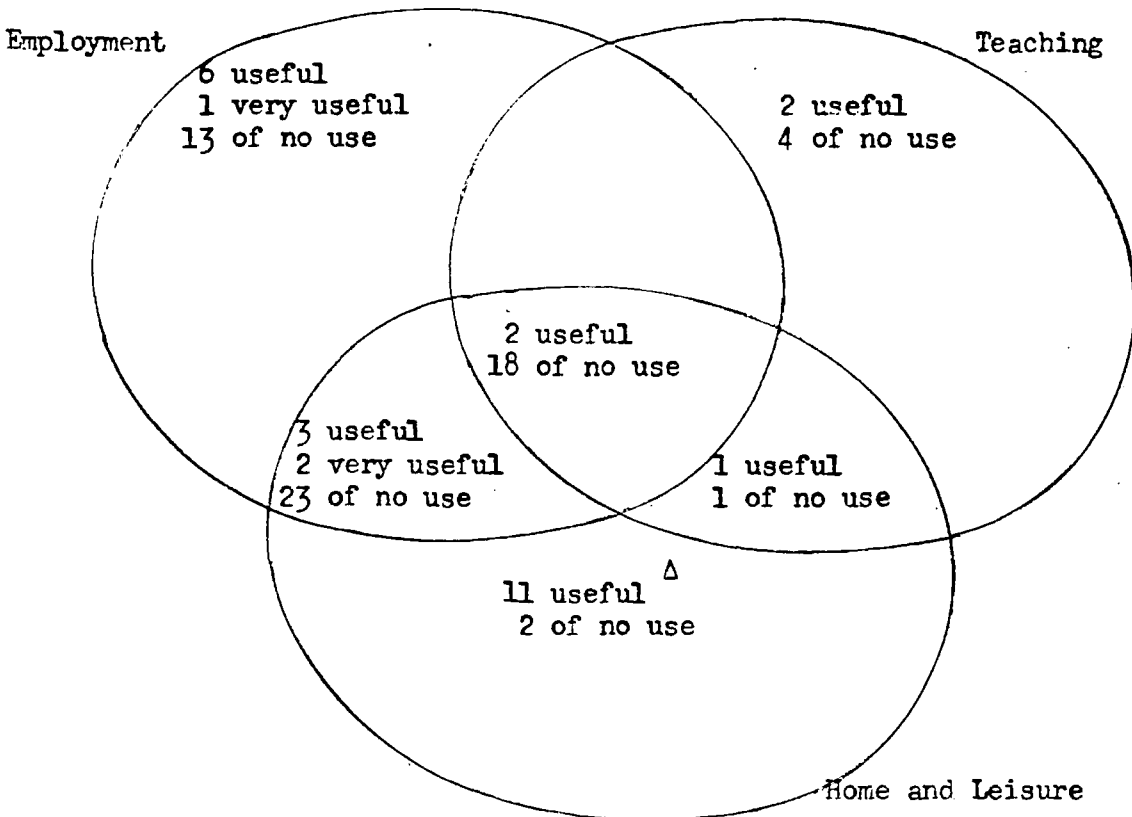 Employment
Teaching
6 useful
1 very useful
13 of no use
2 useful
4 of no use
2 useful
18 of no use
3 useful
2 very useful
23 of no use
1 useful
1 of no use
Δ
11 useful
2 of no use
Home and Leisure